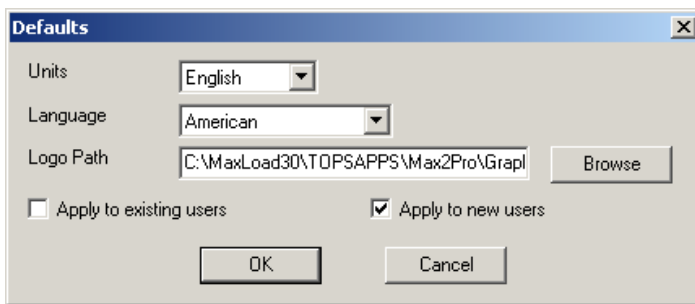 Defaults
Units English
Language American
Logo Path C:\MaxLoad30\TOPSAPPS\Max2Pro\Grapl Browse
Apply to existing users Apply to new users
OK Cancel